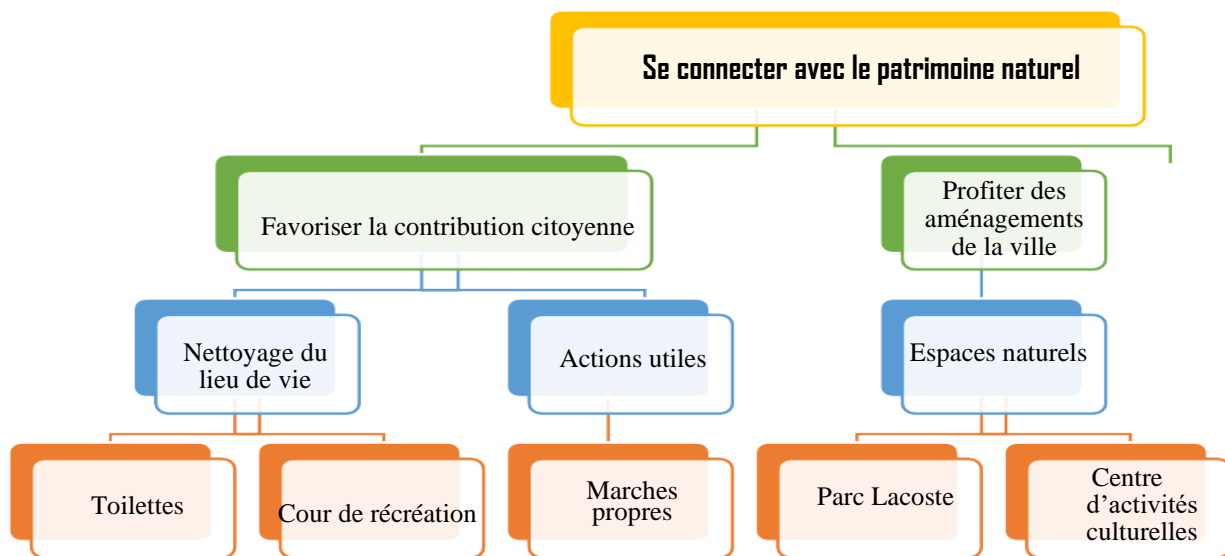 Se connecter avec le patrimoine naturel
Favoriser la contribution citoyenne
Profiter des
aménagements
de la ville
Nettoyage du
lieu de vie
Actions utiles
Espaces naturels
Toilettes
Cour de récréation
Marches
propres
Parc Lacoste
Centre
d’activités
culturelles